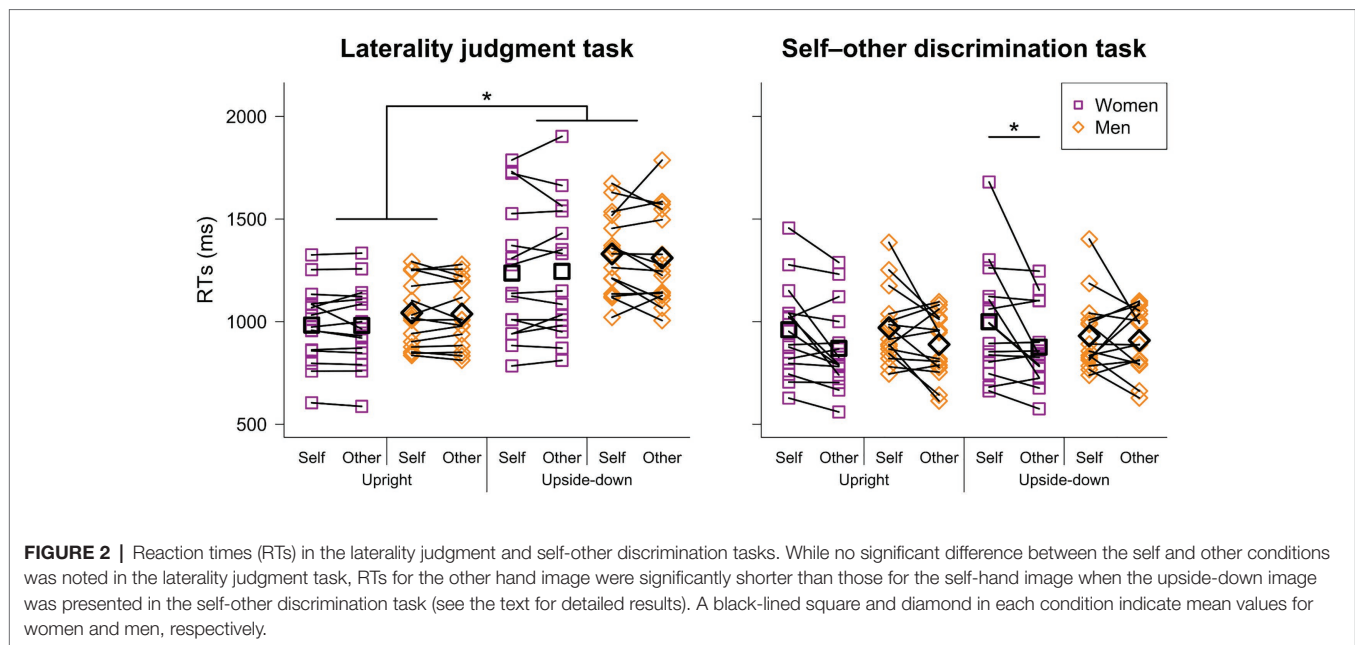 Laterality judgment task
Self–other discrimination task
Women
Men
*
*
2000
1500
1000
500
RTs (ms)
Self Other Self Other Self Other Self Other
Upright Upside-down
Self Other Self Other Self Other Self Other
Upright Upside-down
FIGURE 2 | Reaction times (RTs) in the laterality judgment and self-other discrimination tasks. While no significant difference between the self and other conditions
was noted in the laterality judgment task, RTs for the other hand image were significantly shorter than those for the self-hand image when the upside-down image
was presented in the self-other discrimination task (see the text for detailed results). A black-lined square and diamond in each condition indicate mean values for
women and men, respectively.